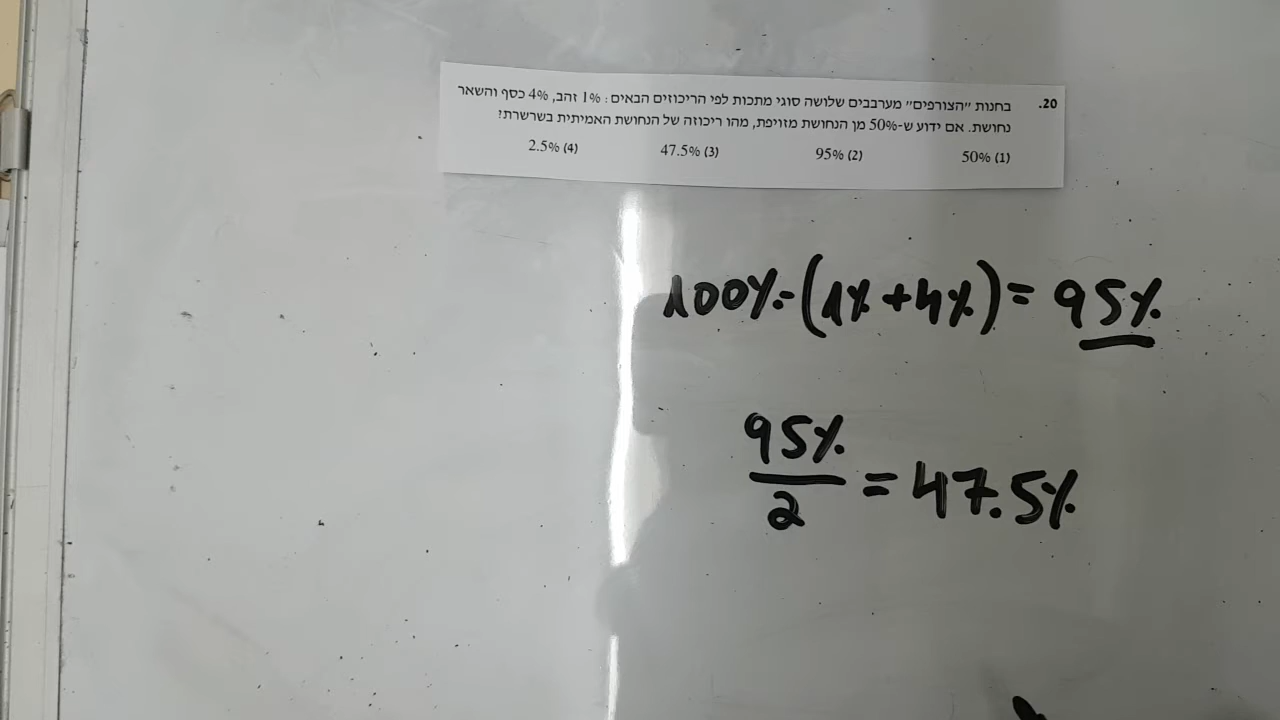 20. בחנות "הצורפים" מערבבים שלושה סוגי מתכות לפי הריכוזים הבאים: 1% זהב, 4% כסף והשאר
נחושת. אם ידוע ש-50% מן הנחושת מזויפת, מהו ריכוזה של הנחושת האמיתית בשרשרת?
(1) 50% (2) 95% (3) 47.5% (4) 2.5%
100%-(1%+4%)=95%
95%/2=47.5%